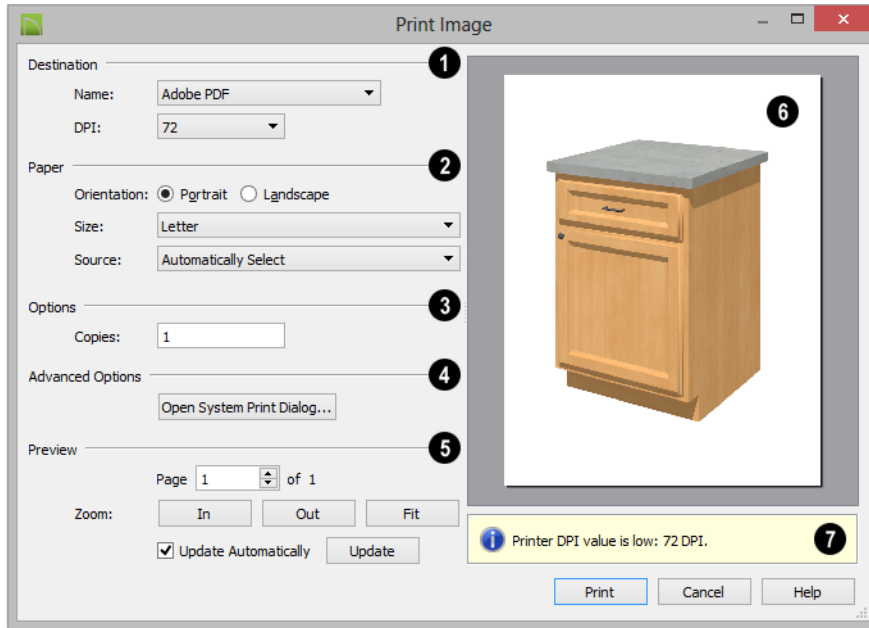 Print Image
Destination 1
Name: Adobe PDF
DPI: 72
Paper 2
Orientation: Portrait Landscape
Size: Letter
Source: Automatically Select
Options 3
Copies: 1
Advanced Options 4
Open System Print Dialog...
Preview 5
Page 1 of 1
Zoom: In Out Fit
Update Automatically Update
6
Printer DPI value is low: 72 DPI. 7
Print Cancel Help